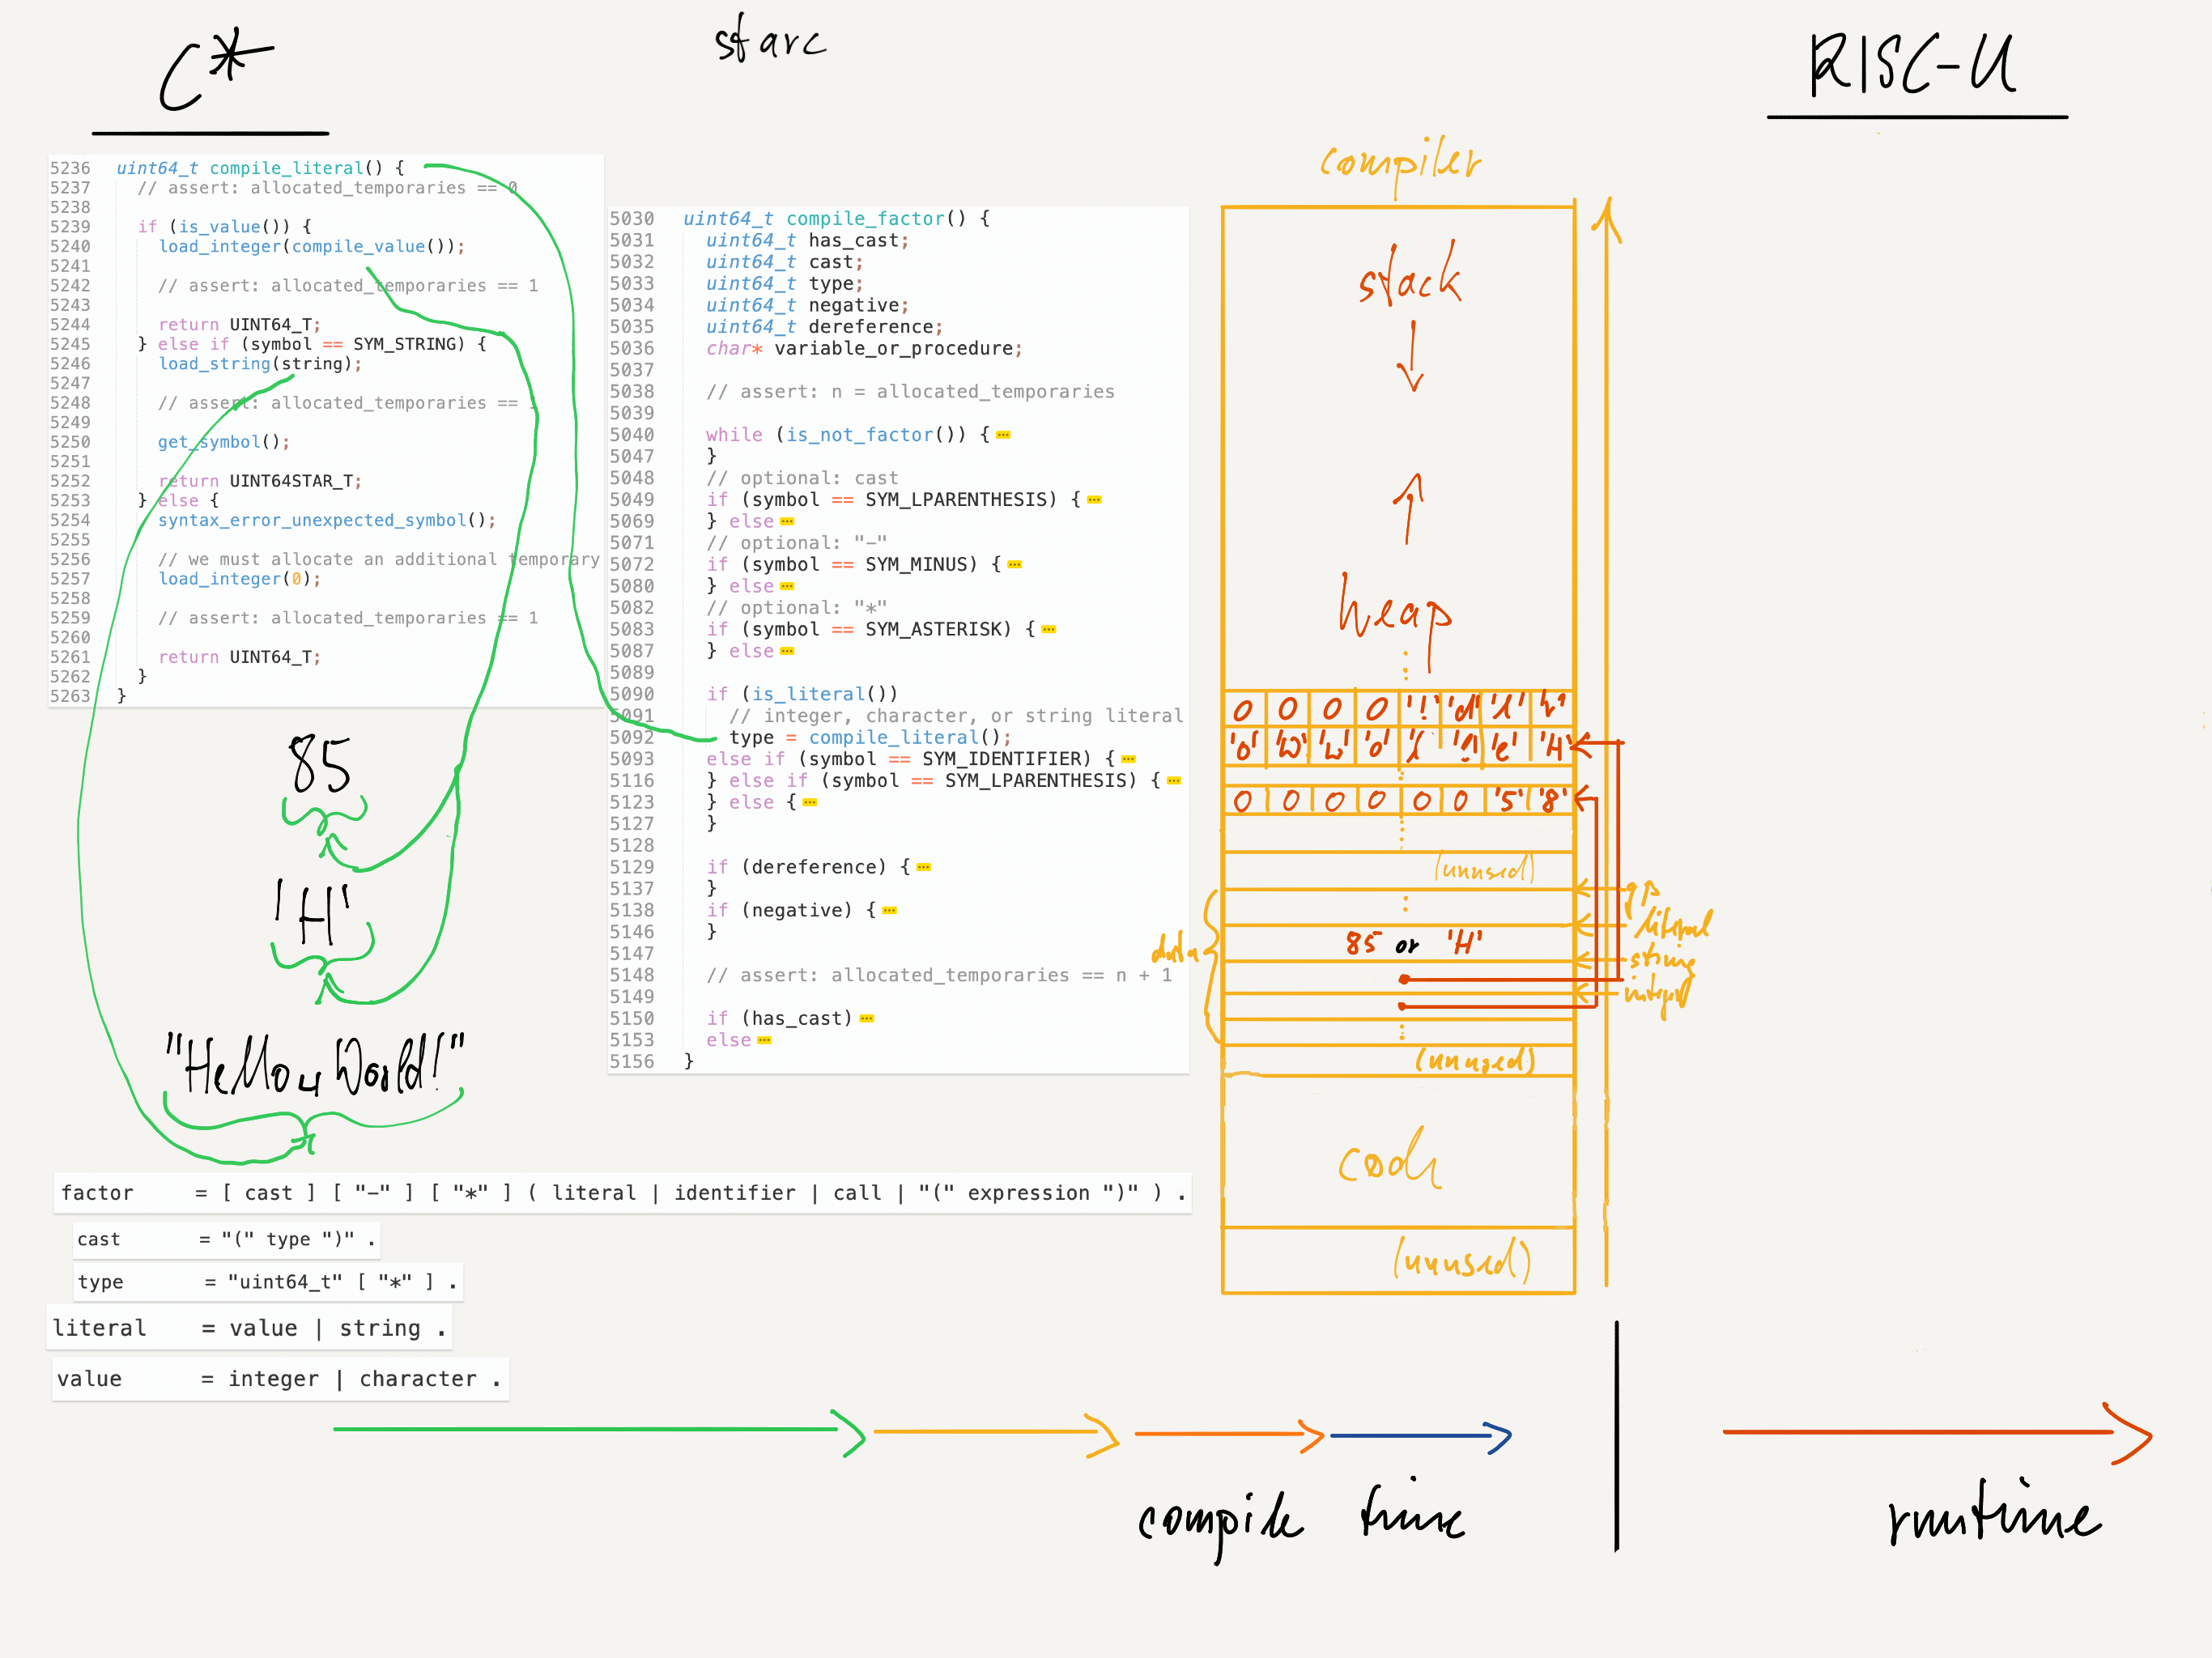 C*
starc
RISC-U
5236 uint64_t compile_literal() {
5237 // assert: allocated_temporaries == 0
5238
5239 if (is_value()) {
5240 load_integer(compile_value());
5241
5242 // assert: allocated_temporaries == 1
5243
5244 return UINT64_T;
5245 } else if (symbol == SYM_STRING) {
5246 load_string(string);
5247
5248 // assert: allocated_temporaries == 1
5249
5250 get_symbol();
5251
5252 return UINT64STAR_T;
5253 } else {
5254 syntax_error_unexpected_symbol();
5255
5256 // we must allocate an additional temporary
5257 load_integer(0);
5258
5259 // assert: allocated_temporaries == 1
5260
5261 return UINT64_T;
5262 }
5263 }
85
'H'
"Hello␣World!"
5030 uint64_t compile_factor() {
5031 uint64_t has_cast;
5032 uint64_t cast;
5033 uint64_t type;
5034 uint64_t negative;
5035 uint64_t dereference;
5036 char* variable_or_procedure;
5037
5038 // assert: n = allocated_temporaries
5039
5040 while (is_not_factor()) {
5047 }
5048 // optional: cast
5049 if (symbol == SYM_LPARENTHESIS) {
5069 } else
5071 // optional: "-"
5072 if (symbol == SYM_MINUS) {
5080 } else
5082 // optional: "*"
5083 if (symbol == SYM_ASTERISK) {
5087 } else
5089
5090 if (is_literal())
5091 // integer, character, or string literal
5092 type = compile_literal();
5093 else if (symbol == SYM_IDENTIFIER) {
5116 } else if (symbol == SYM_LPARENTHESIS) {
5123 } else {
5127 }
5128
5129 if (dereference) {
5137 }
5138 if (negative) {
5146 }
5147
5148 // assert: allocated_temporaries == n + 1
5149
5150 if (has_cast)
5153 else
5156 }
compiler
stack
heap
0 0 0 0 '!' 'd' 'l' 'r'
'o' 'W' '␣' 'o' 'l' 'l' 'e' 'H'
0 0 0 0 0 0 '5' '8'
(unused)
gp
literal
data
85 or 'H'
string
integer
(unused)
code
(unused)
factor = [ cast ] [ "-" ] [ "*" ] ( literal | identifier | call | "(" expression ")" ) .
cast = "(" type ")" .
type = "uint64_t" [ "*" ] .
literal = value | string .
value = integer | character .
compile time
runtime